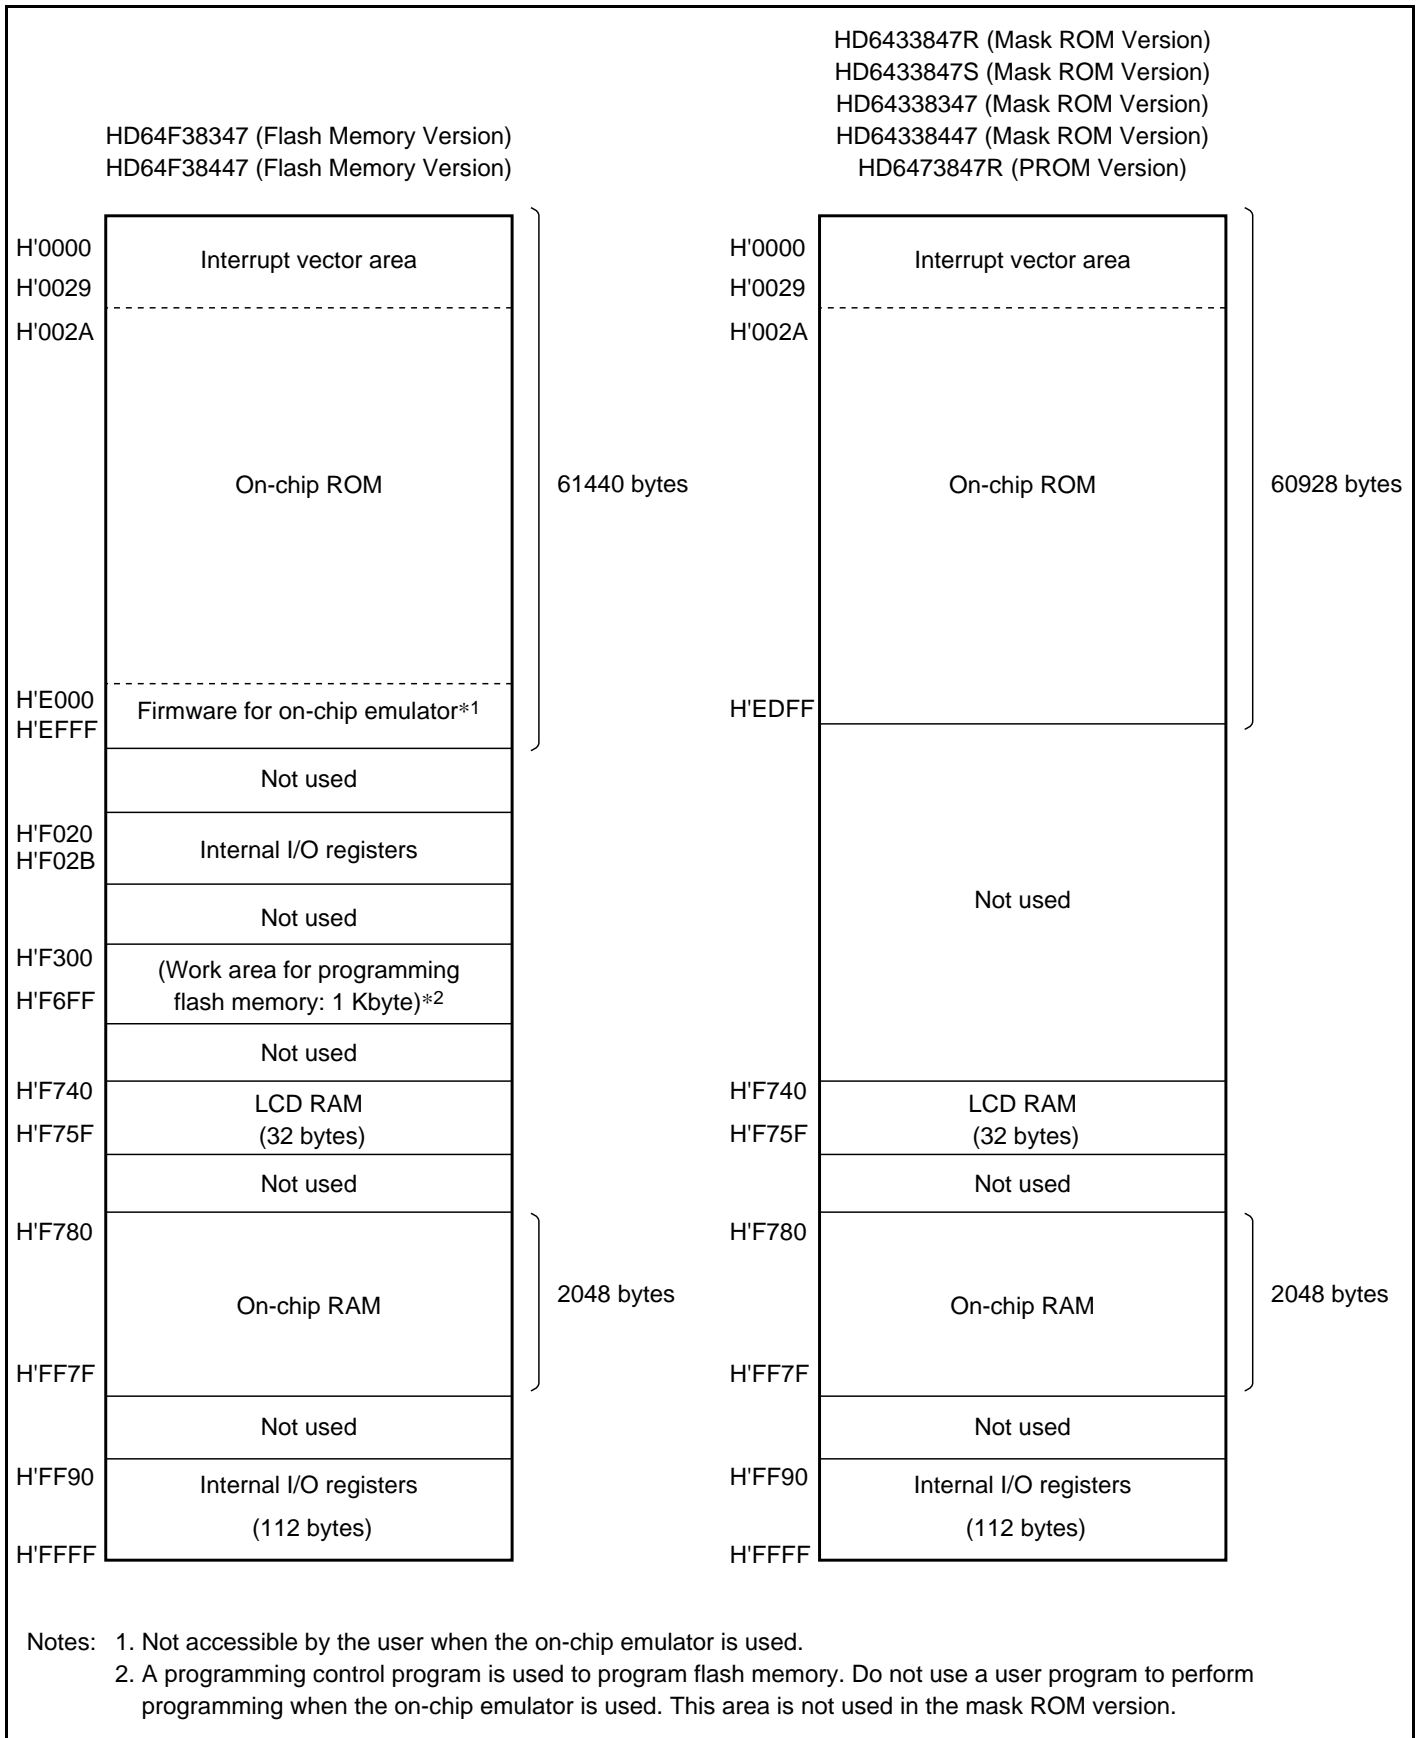 HD64F38347 (Flash Memory Version)
HD64F38447 (Flash Memory Version)
H'0000
Interrupt vector area
H'0029
H'002A
On-chip ROM
61440 bytes
H'E000
Firmware for on-chip emulator*1
H'EFFF
Not used
H'F020
Internal I/O registers
H'F02B
Not used
H'F300
(Work area for programming
H'F6FF
flash memory: 1 Kbyte)*2
Not used
H'F740
LCD RAM
H'F75F
(32 bytes)
Not used
H'F780
On-chip RAM
2048 bytes
H'FF7F
Not used
H'FF90
Internal I/O registers
(112 bytes)
H'FFFF
HD6433847R (Mask ROM Version)
HD6433847S (Mask ROM Version)
HD64338347 (Mask ROM Version)
HD64338447 (Mask ROM Version)
HD6473847R (PROM Version)
H'0000
Interrupt vector area
H'0029
H'002A
On-chip ROM
60928 bytes
H'EDFF
Not used
H'F740
LCD RAM
H'F75F
(32 bytes)
Not used
H'F780
On-chip RAM
2048 bytes
H'FF7F
Not used
H'FF90
Internal I/O registers
(112 bytes)
H'FFFF
Notes: 1. Not accessible by the user when the on-chip emulator is used.
2. A programming control program is used to program flash memory. Do not use a user program to perform
programming when the on-chip emulator is used. This area is not used in the mask ROM version.